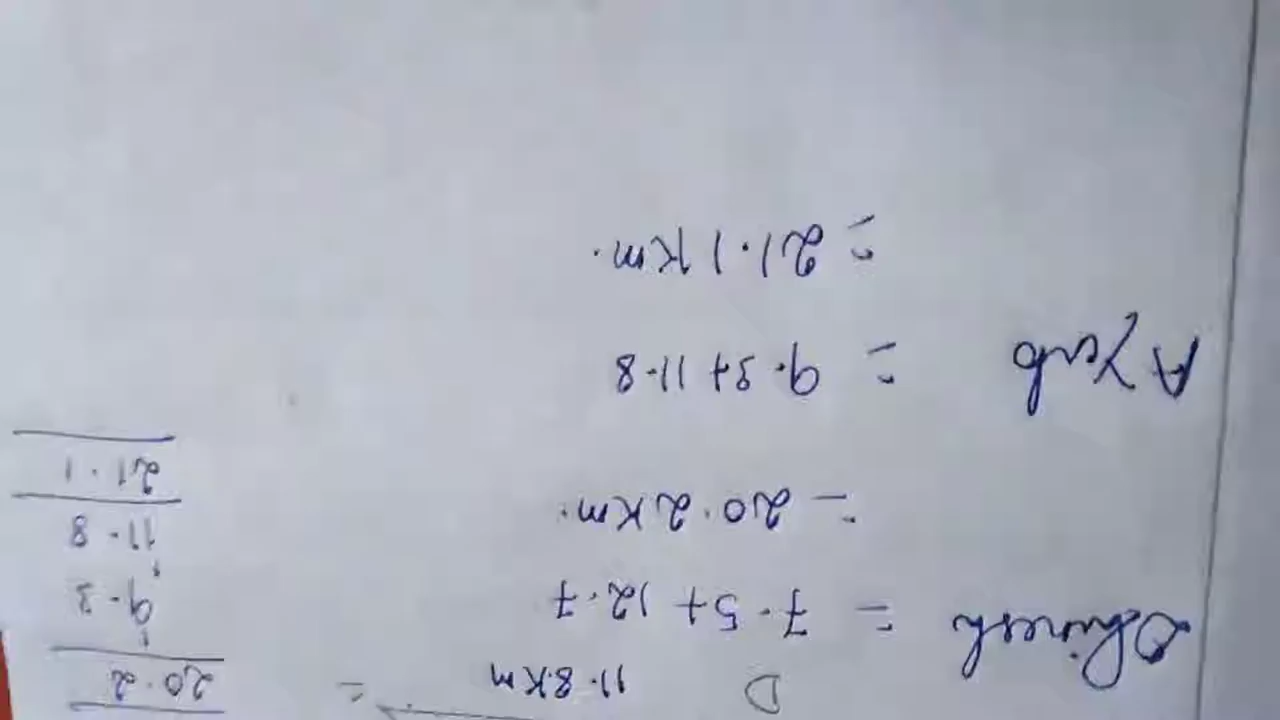 D 11.8 Km = 20.2
Dhinesh = 7.5 + 12.7
= 20.2 Km.
Ayub = 9.3 + 11.8
= 21.1 Km.
9.3
11.8
21.1